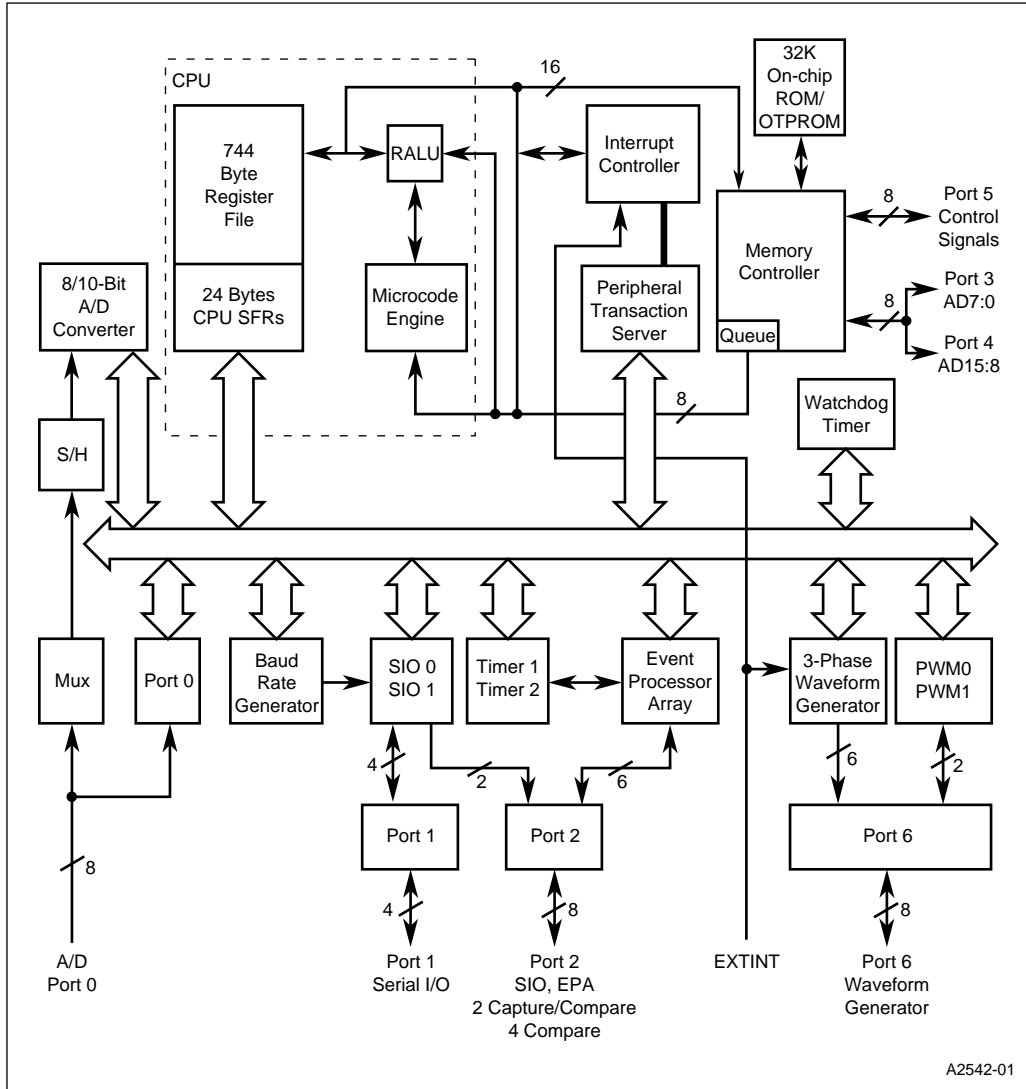 CPU
744
Byte
Register
File
24 Bytes
CPU SFRs
RALU
Microcode
Engine
16
Interrupt
Controller
Peripheral
Transaction
Server
32K
On-chip
ROM/
OTPROM
Memory
Controller
Queue
8
Port 5
Control
Signals
8
Port 3
AD7:0
Port 4
AD15:8
8
8/10-Bit
A/D
Converter
S/H
Watchdog
Timer
Mux
Port 0
Baud
Rate
Generator
SIO 0
SIO 1
Timer 1
Timer 2
Event
Processor
Array
3-Phase
Waveform
Generator
PWM0
PWM1
4
2
6
6
2
Port 1
Port 2
Port 6
8
4
8
8
A/D
Port 0
Port 1
Serial I/O
Port 2
SIO, EPA
2 Capture/Compare
4 Compare
EXTINT
Port 6
Waveform
Generator
A2542-01